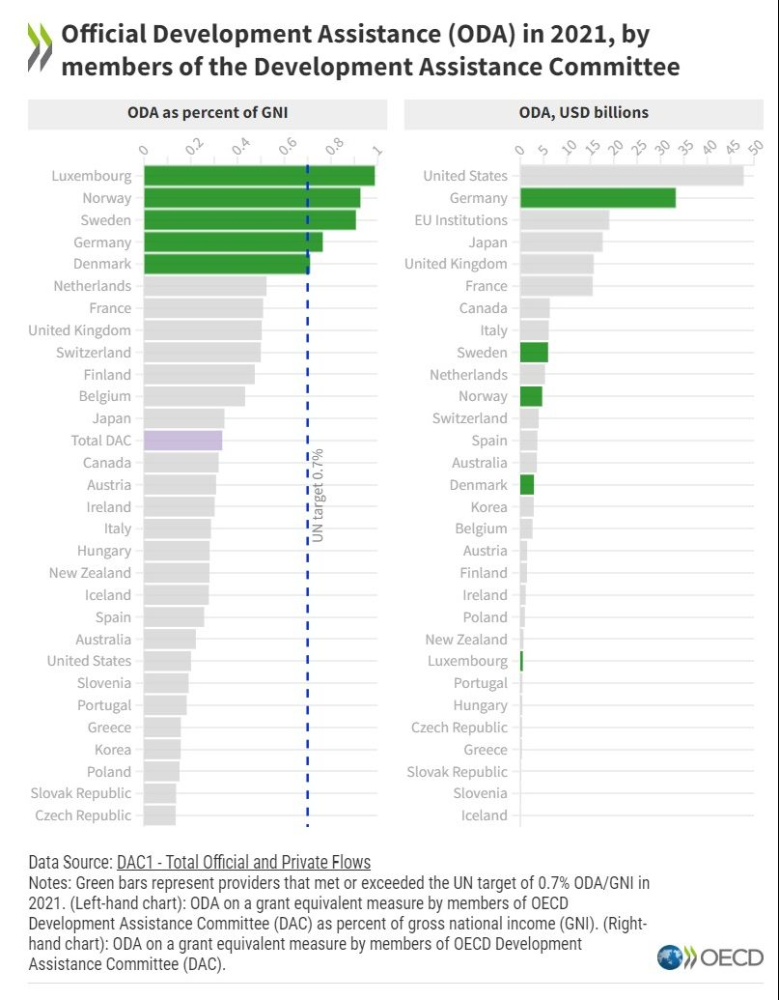 Official Development Assistance (ODA) in 2021, by
members of the Development Assistance Committee
ODA as percent of GNI
0 0.2 0.4 0.6 0.8 1
Luxembourg
Norway
Sweden
Germany
Denmark
Netherlands
France
United Kingdom
Switzerland
Finland
Belgium
Japan
Total DAC
Canada
Austria
Ireland
Italy
Hungary
New Zealand
Iceland
Spain
Australia
United States
Slovenia
Portugal
Greece
Korea
Poland
Slovak Republic
Czech Republic
UN target 0.7%
ODA, USD billions
0 5 10 15 20 25 30 35 40 45 50
United States
Germany
EU Institutions
Japan
United Kingdom
France
Canada
Italy
Sweden
Netherlands
Norway
Switzerland
Spain
Australia
Denmark
Korea
Belgium
Austria
Finland
Ireland
Poland
New Zealand
Luxembourg
Portugal
Hungary
Czech Republic
Greece
Slovak Republic
Slovenia
Iceland
Data Source: DAC1 - Total Official and Private Flows
Notes: Green bars represent providers that met or exceeded the UN target of 0.7% ODA/GNI in
2021. (Left-hand chart): ODA on a grant equivalent measure by members of OECD
Development Assistance Committee (DAC) as percent of gross national income (GNI). (Right-
hand chart): ODA on a grant equivalent measure by members of OECD Development
Assistance Committee (DAC).
OECD